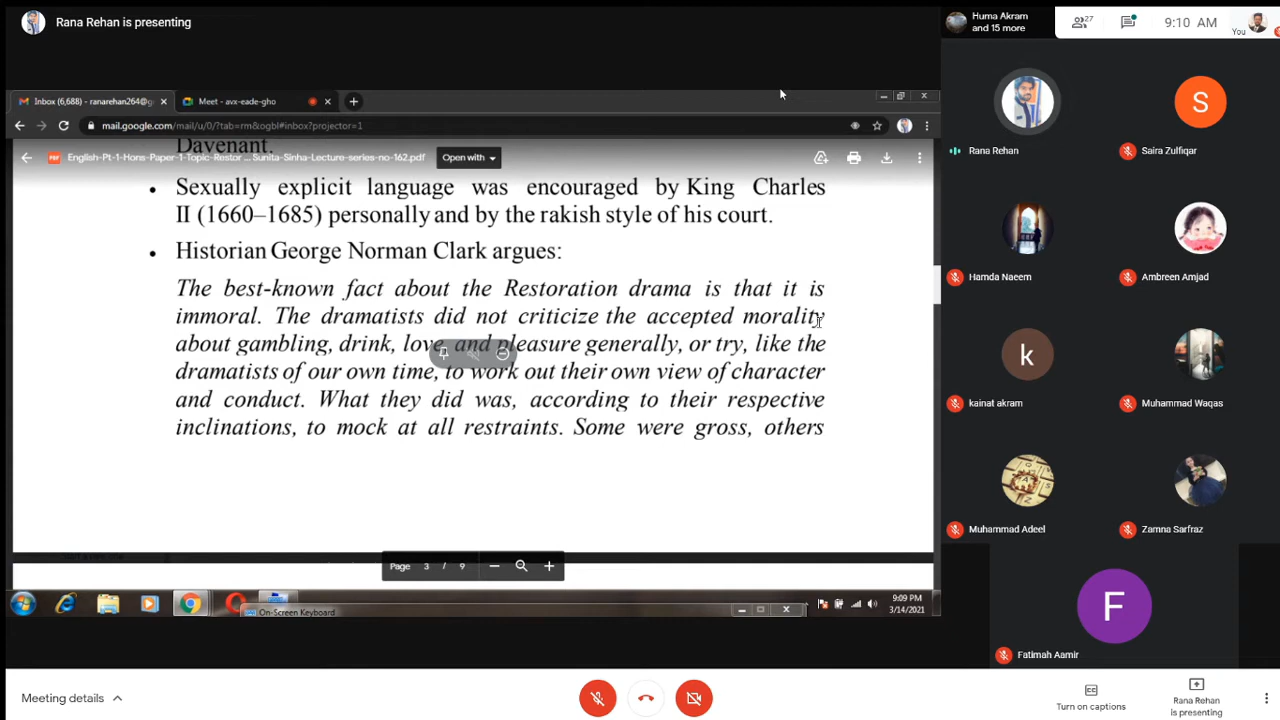 Rana Rehan is presenting
Huma Akram
and 15 more
27
9:10 AM
You
Inbox (6,688) - ranarehan264@g
Meet - avx-eade-gho
mail.google.com/mail/u/0/?tab=rm&ogbl#inbox?projector=1
Davenant.
English-Pt-1-Hons-Paper-1-Topic-Restor ... Sunita-Sinha-Lecture-series-no-162.pdf
Open with
• Sexually explicit language was encouraged by King Charles
II (1660–1685) personally and by the rakish style of his court.
• Historian George Norman Clark argues:
The best-known fact about the Restoration drama is that it is
immoral. The dramatists did not criticize the accepted morality
about gambling, drink, love, and pleasure generally, or try, like the
dramatists of our own time, to work out their own view of character
and conduct. What they did was, according to their respective
inclinations, to mock at all restraints. Some were gross, others
Page 3 / 9
On-Screen Keyboard
9:09 PM
3/14/2021
Rana Rehan
S
Saira Zulfiqar
Hamda Naeem
Ambreen Amjad
k
kainat akram
Muhammad Waqas
Muhammad Adeel
Zamna Sarfraz
F
Fatimah Aamir
Meeting details
Turn on captions
Rana Rehan
is presenting